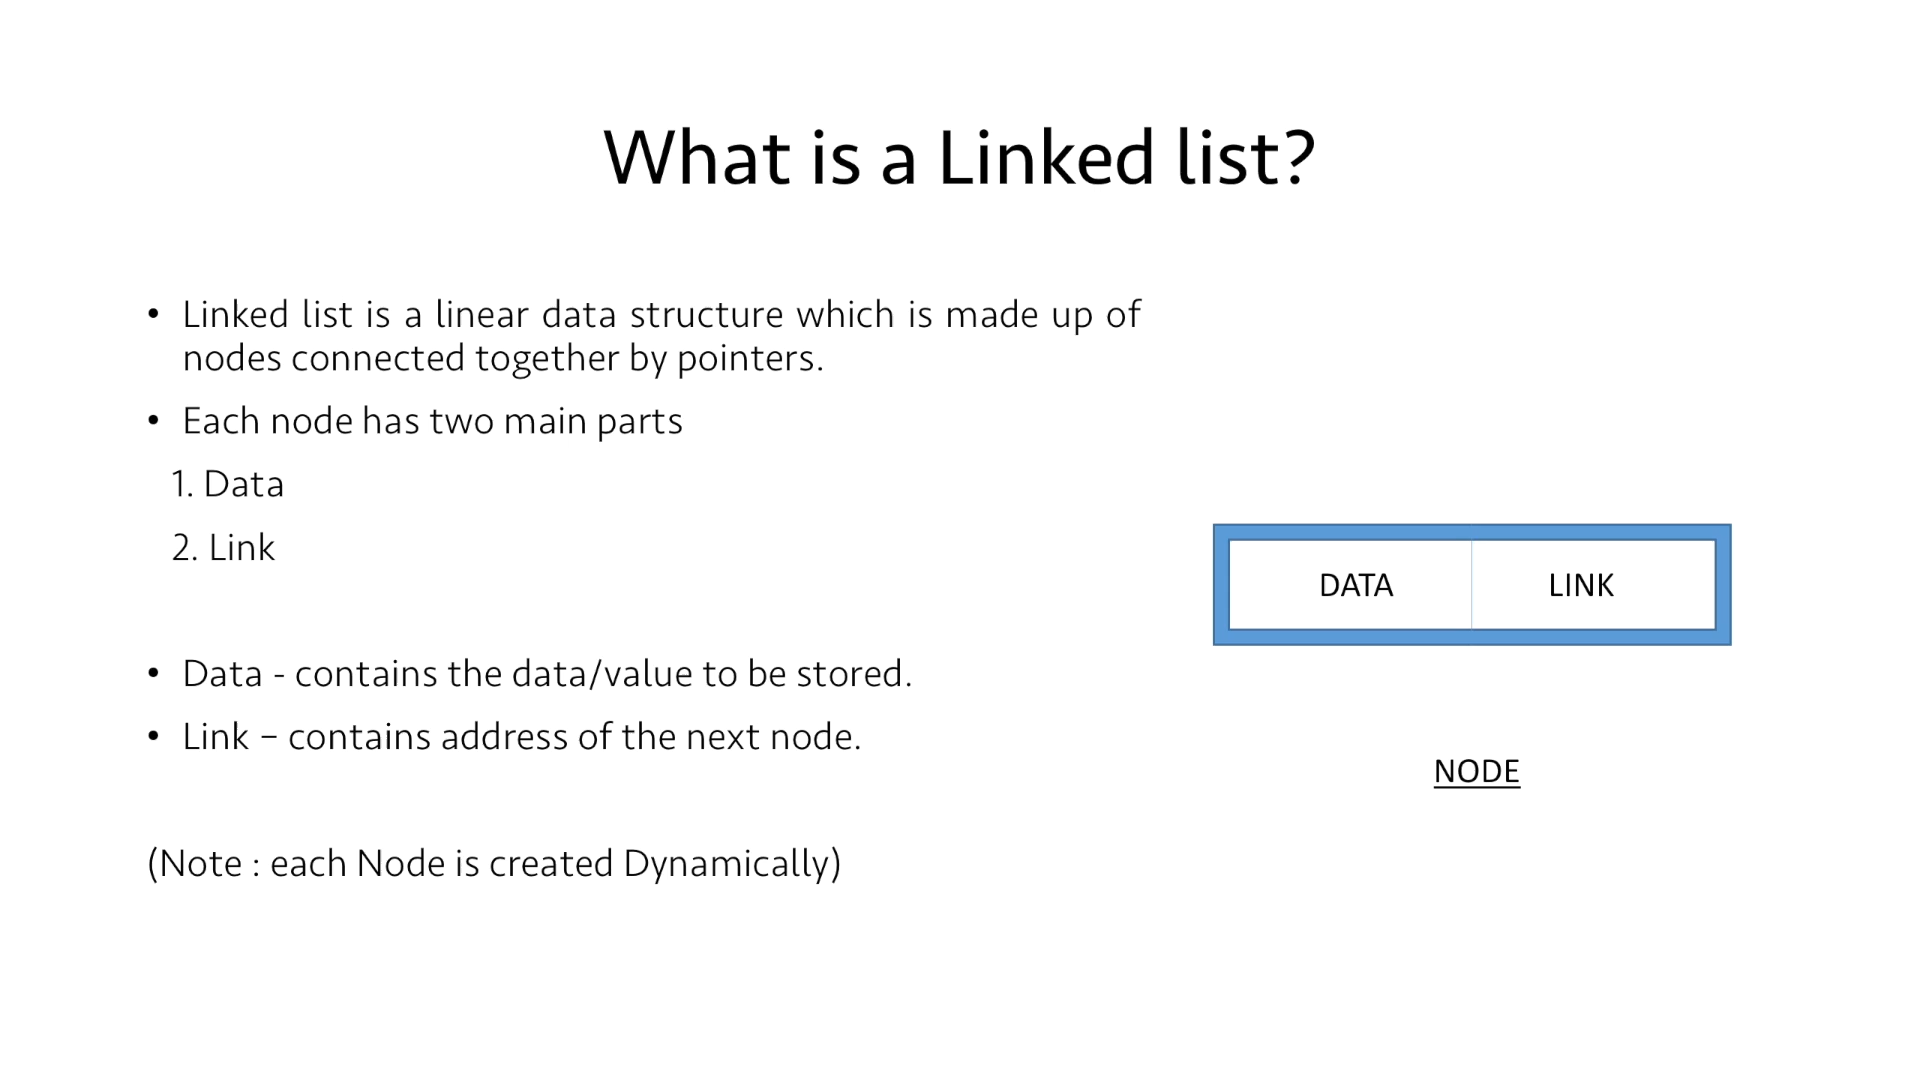 What is a Linked list?
• Linked list is a linear data structure which is made up of
nodes connected together by pointers.
• Each node has two main parts
1. Data
2. Link
• Data - contains the data/value to be stored.
• Link – contains address of the next node.
(Note : each Node is created Dynamically)
DATA LINK
NODE